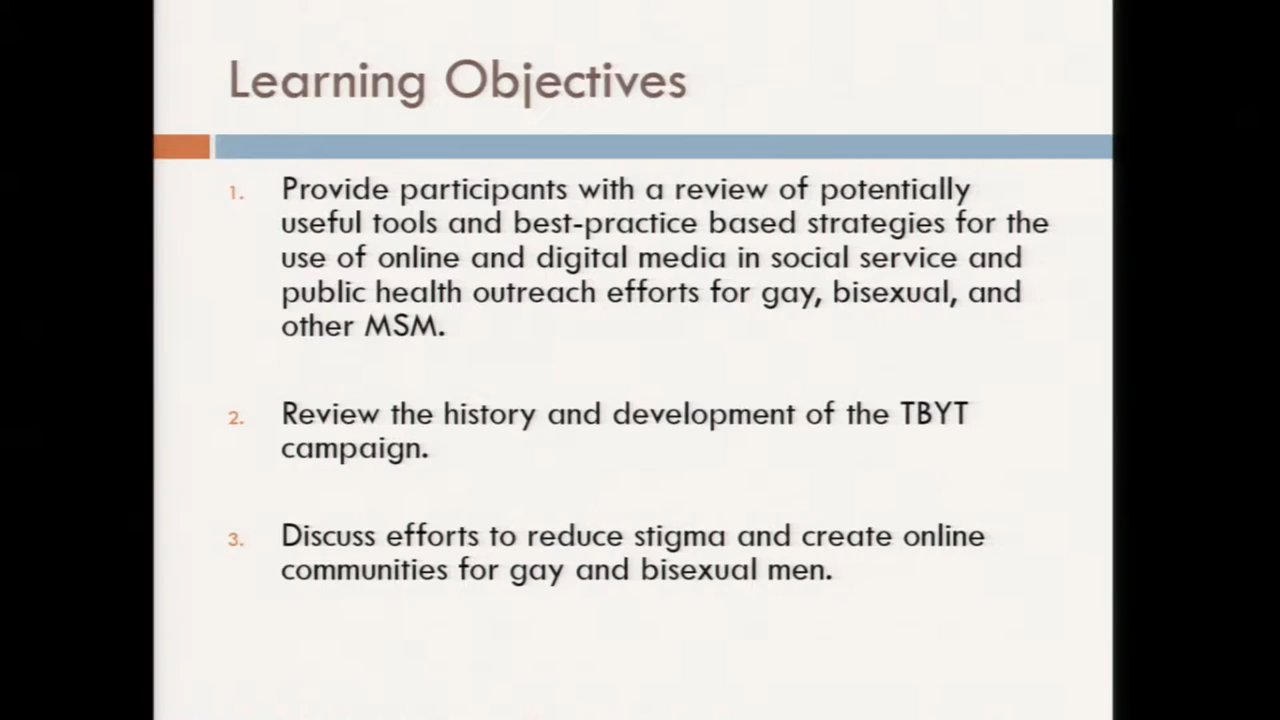 Learning Objectives
1. Provide participants with a review of potentially
useful tools and best-practice based strategies for the
use of online and digital media in social service and
public health outreach efforts for gay, bisexual, and
other MSM.
2. Review the history and development of the TBYT
campaign.
3. Discuss efforts to reduce stigma and create online
communities for gay and bisexual men.